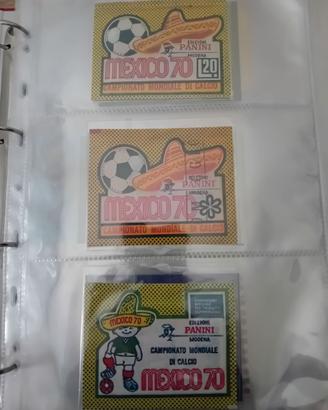 EDIZIONI
PANINI
MODENA
MEXICO 70
L.20
CAMPIONATO MONDIALE DI CALCIO
EDIZIONI
PANINI
MODENA
MEXICO 70
CAMPIONATO MONDIALE DI CALCIO
MEXICO 70
EDIZIONI
PANINI
MODENA
CAMPIONATO MONDIALE
DI CALCIO
MEXICO 70